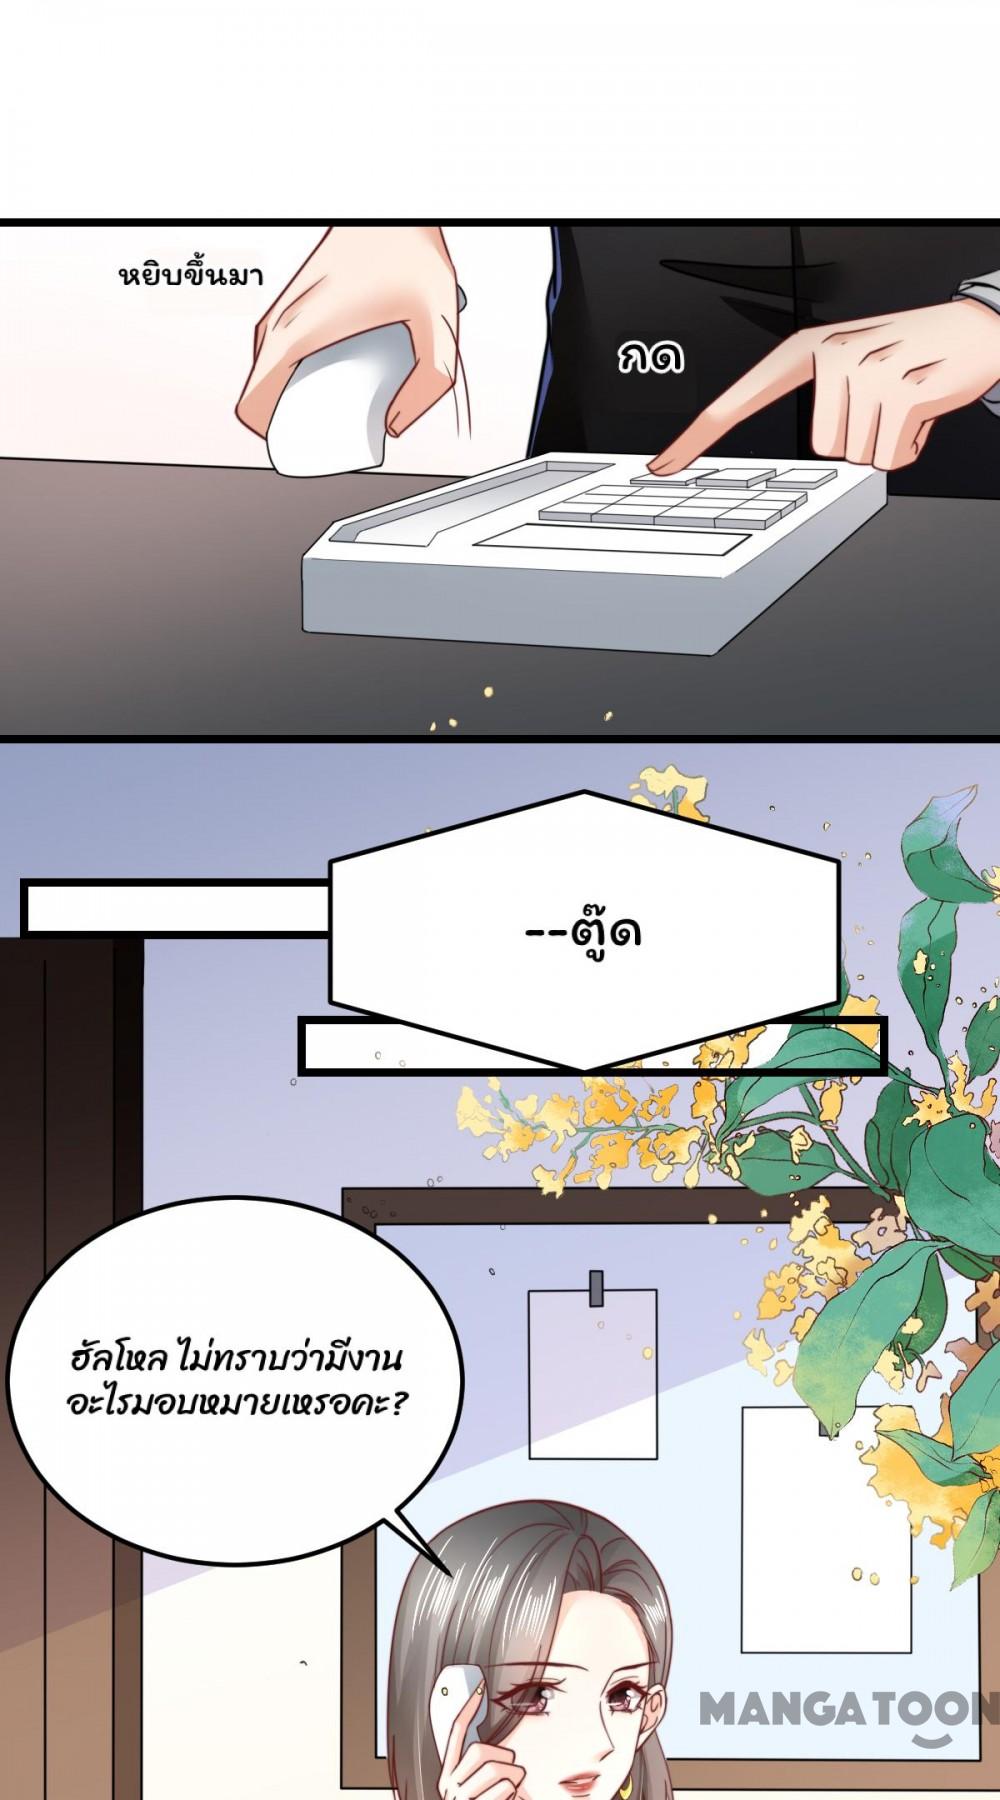 หยิบขึ้นมา
กด
--ตู๊ด
ฮัลโหล ไม่ทราบว่ามีงาน
อะไรมอบหมายเหรอคะ?
MANGATOON